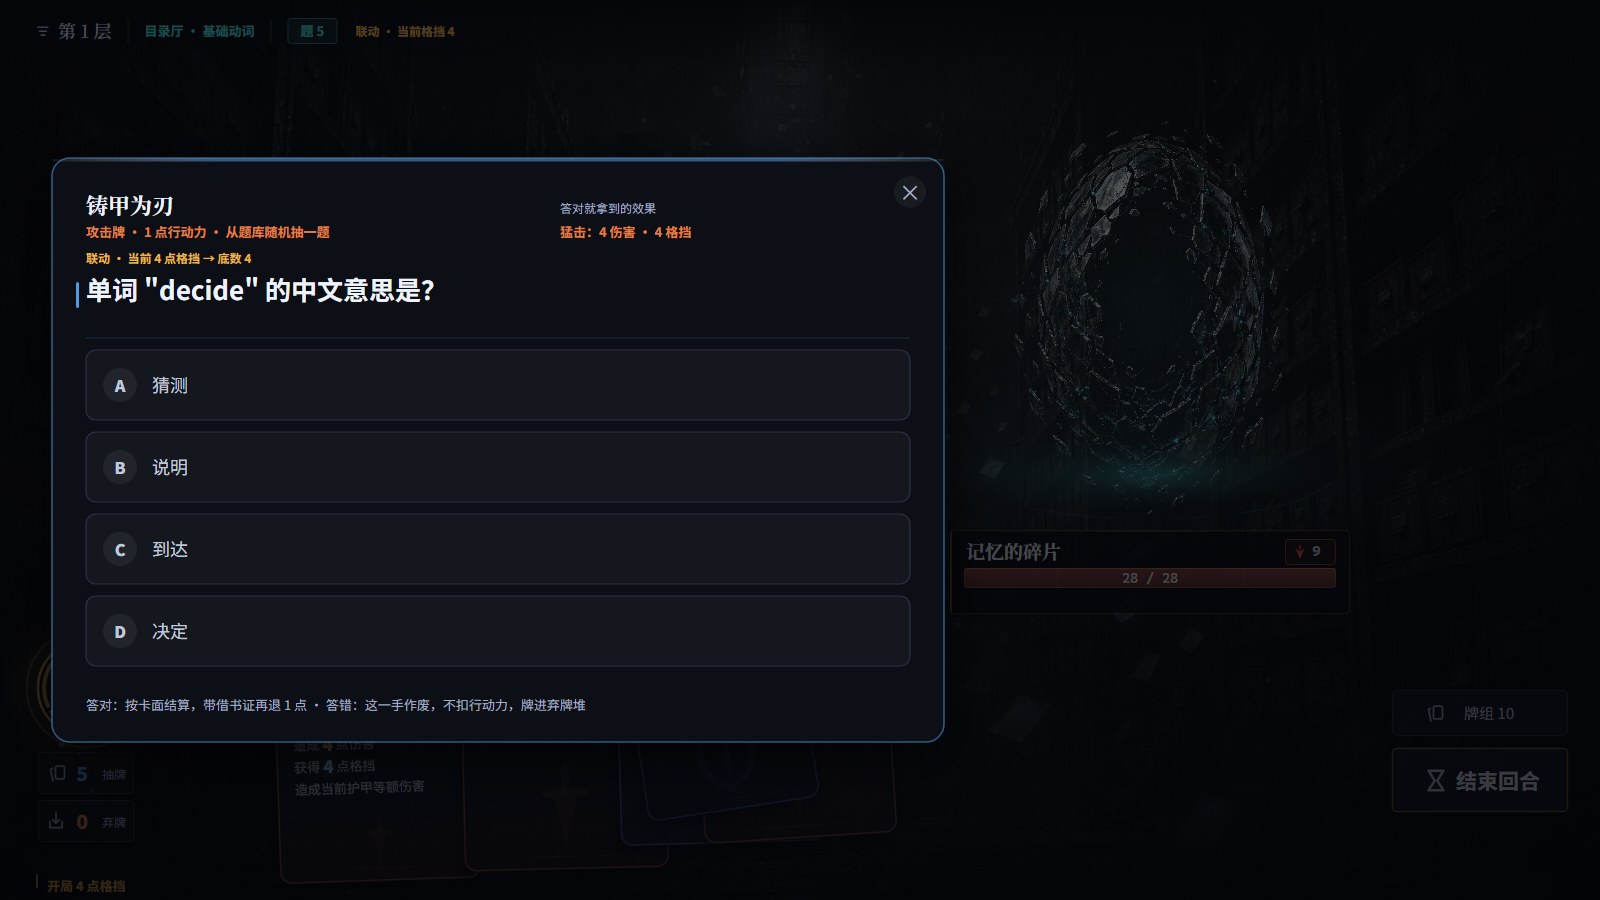 第 1 层
目录厅 · 基础动词
题 5
联动 · 当前格挡 4
铸甲为刃
攻击牌 · 1 点行动力 · 从题库随机抽一题
联动 · 当前 4 点格挡 → 底数 4
答对就拿到的效果
猛击：4 伤害 · 4 格挡
单词 "decide" 的中文意思是？
A 猜测
B 说明
C 到达
D 决定
答对：按卡面结算，带借书证再退 1 点 · 答错：这一手作废，不扣行动力，牌进弃牌堆
记忆的碎片
9
28 / 28
造成 4 点伤害
获得 4 点格挡
造成当前护甲等额伤害
5 抽牌
0 弃牌
开局 4 点格挡
牌组 10
结束回合